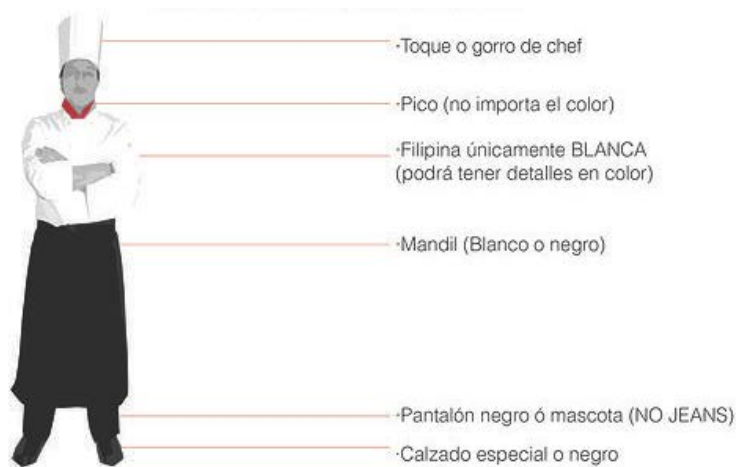 ·Toque o gorro de chef
·Pico (no importa el color)
·Filipina únicamente BLANCA
(podrá tener detalles en color)
·Mandil (Blanco o negro)
·Pantalón negro ó mascota (NO JEANS)
·Calzado especial o negro